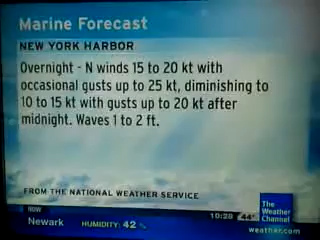 Marine Forecast
NEW YORK HARBOR
Overnight - N winds 15 to 20 kt with
occasional gusts up to 25 kt, diminishing to
10 to 15 kt with gusts up to 20 kt after
midnight. Waves 1 to 2 ft.
FROM THE NATIONAL WEATHER SERVICE
NOW
10:28 44°
Newark HUMIDITY: 42 %
The
Weather
Channel
weather.com